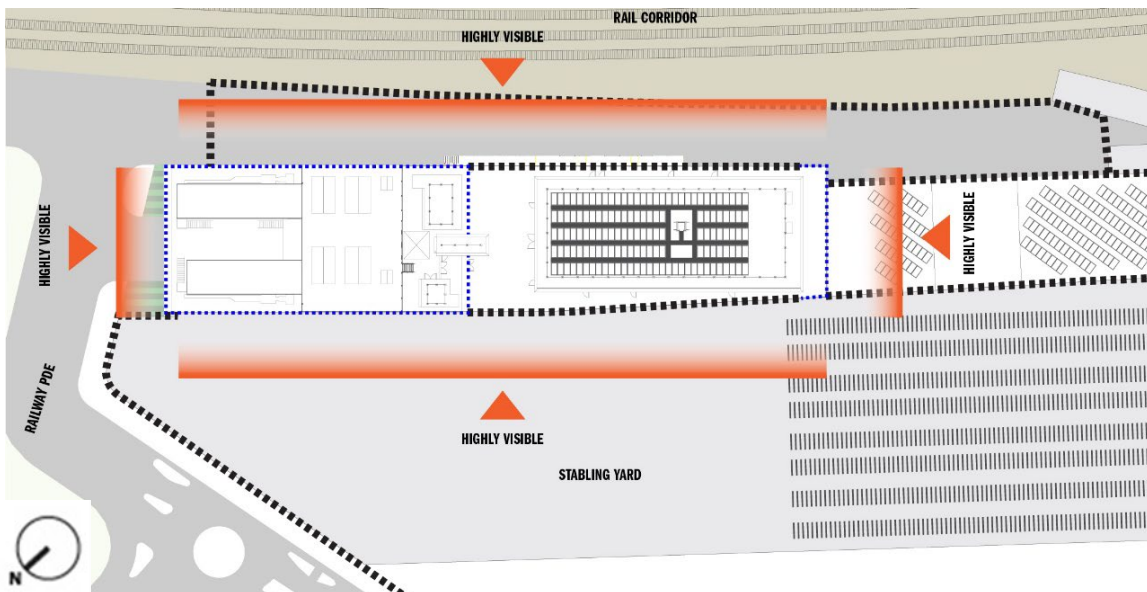 RAIL CORRIDOR
HIGHLY VISIBLE
HIGHLY VISIBLE
HIGHLY VISIBLE
RAILWAY PDE
HIGHLY VISIBLE
STABLING YARD
N